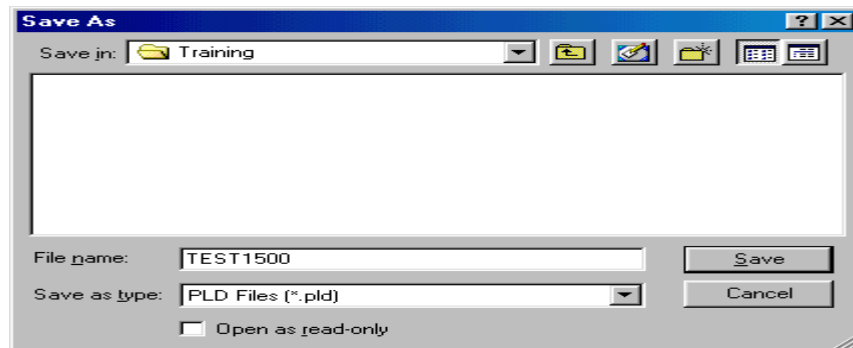 Save As
Save in: Training
File name: TEST1500 Save
Save as type: PLD Files (*.pld) Cancel
Open as read-only